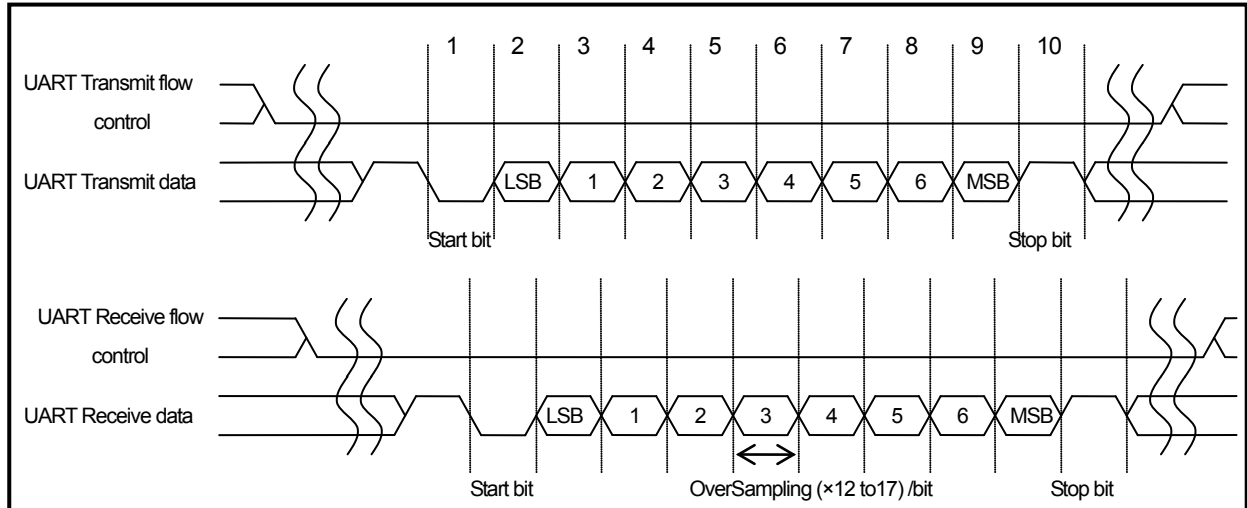 1 2 3 4 5 6 7 8 9 10
UART Transmit flow
control
UART Transmit data
LSB 1 2 3 4 5 6 MSB
Start bit Stop bit
UART Receive flow
control
UART Receive data
LSB 1 2 3 4 5 6 MSB
Start bit OverSampling (×12 to17) /bit Stop bit